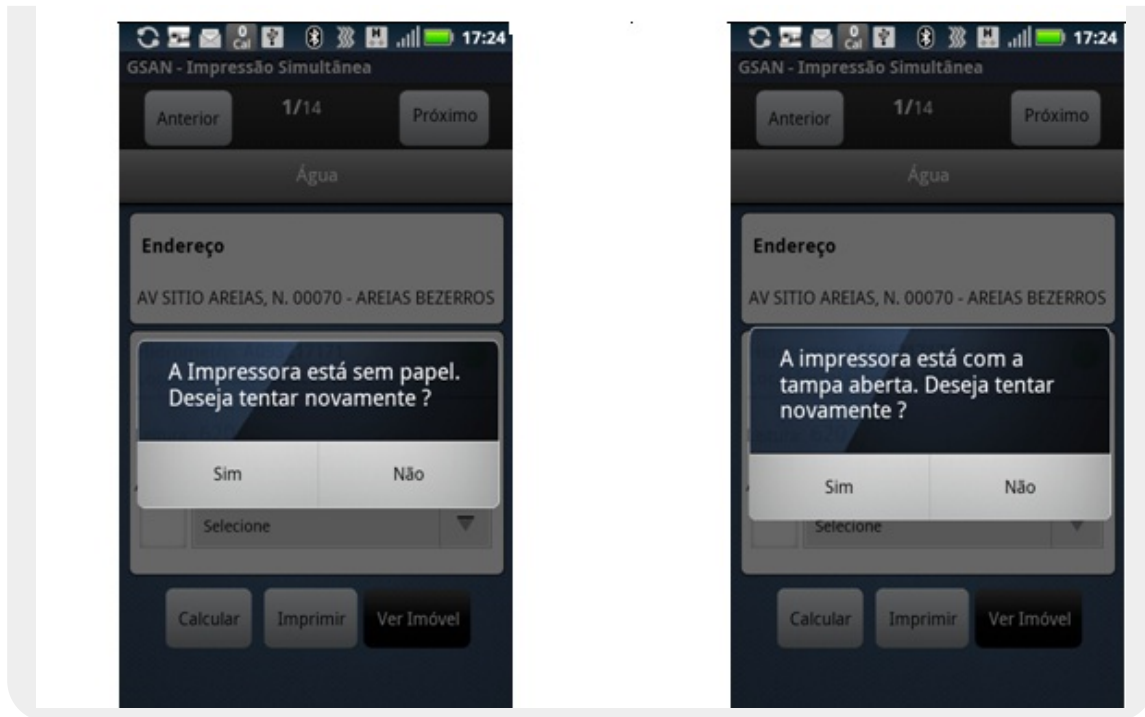 17:24
GSAN - Impressão Simultânea
Anterior
1/14
Próximo
Água
Endereço
AV SITIO AREIAS, N. 00070 - AREIAS BEZERROS
A Impressora está sem papel.
Deseja tentar novamente ?
Sim
Não
Selecione
Calcular
Imprimir
Ver Imóvel
17:24
GSAN - Impressão Simultânea
Anterior
1/14
Próximo
Água
Endereço
AV SITIO AREIAS, N. 00070 - AREIAS BEZERROS
A impressora está com a
tampa aberta. Deseja tentar
novamente ?
Sim
Não
Selecione
Calcular
Imprimir
Ver Imóvel